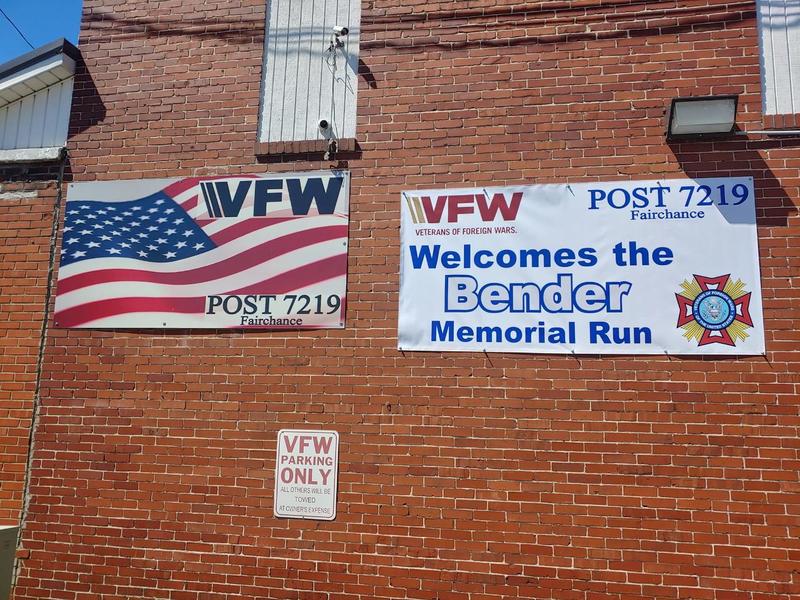 VFW
POST 7219
Fairchance
VFW
VETERANS OF FOREIGN WARS.
POST 7219
Fairchance
Welcomes the
Bender
Memorial Run
VFW
PARKING
ONLY
ALL OTHERS WILL BE
TOWED
AT OWNER'S EXPENSE